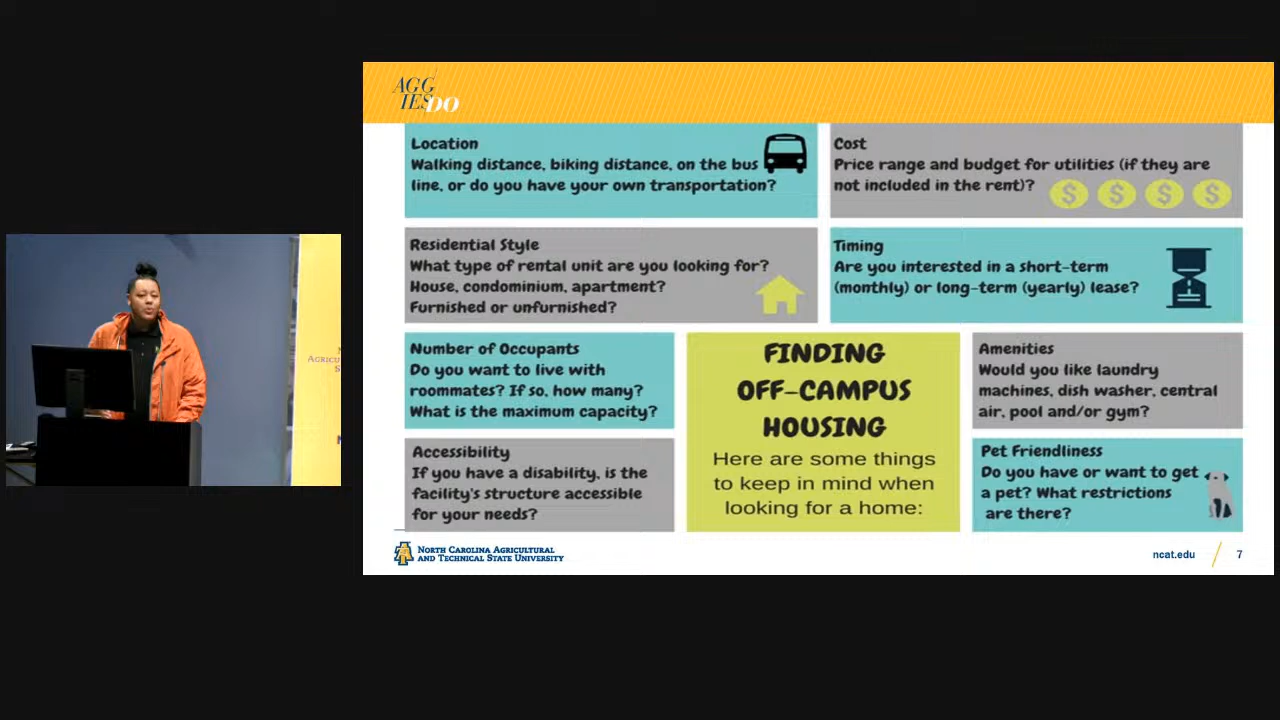 AGG
IES DO
Location
Walking distance, biking distance, on the bus
line, or do you have your own transportation?
Cost
Price range and budget for utilities (if they are
not included in the rent)?
$ $ $ $
Residential Style
What type of rental unit are you looking for?
House, condominium, apartment?
Furnished or unfurnished?
Timing
Are you interested in a short-term
(monthly) or long-term (yearly) lease?
Number of Occupants
Do you want to live with
roommates? If so, how many?
What is the maximum capacity?
FINDING
OFF-CAMPUS
HOUSING
Here are some things
to keep in mind when
looking for a home:
Amenities
Would you like laundry
machines, dish washer, central
air, pool and/or gym?
Accessibility
If you have a disability, is the
facility's structure accessible
for your needs?
Pet Friendliness
Do you have or want to get
a pet? What restrictions
are there?
NORTH CAROLINA AGRICULTURAL
AND TECHNICAL STATE UNIVERSITY
ncat.edu
7